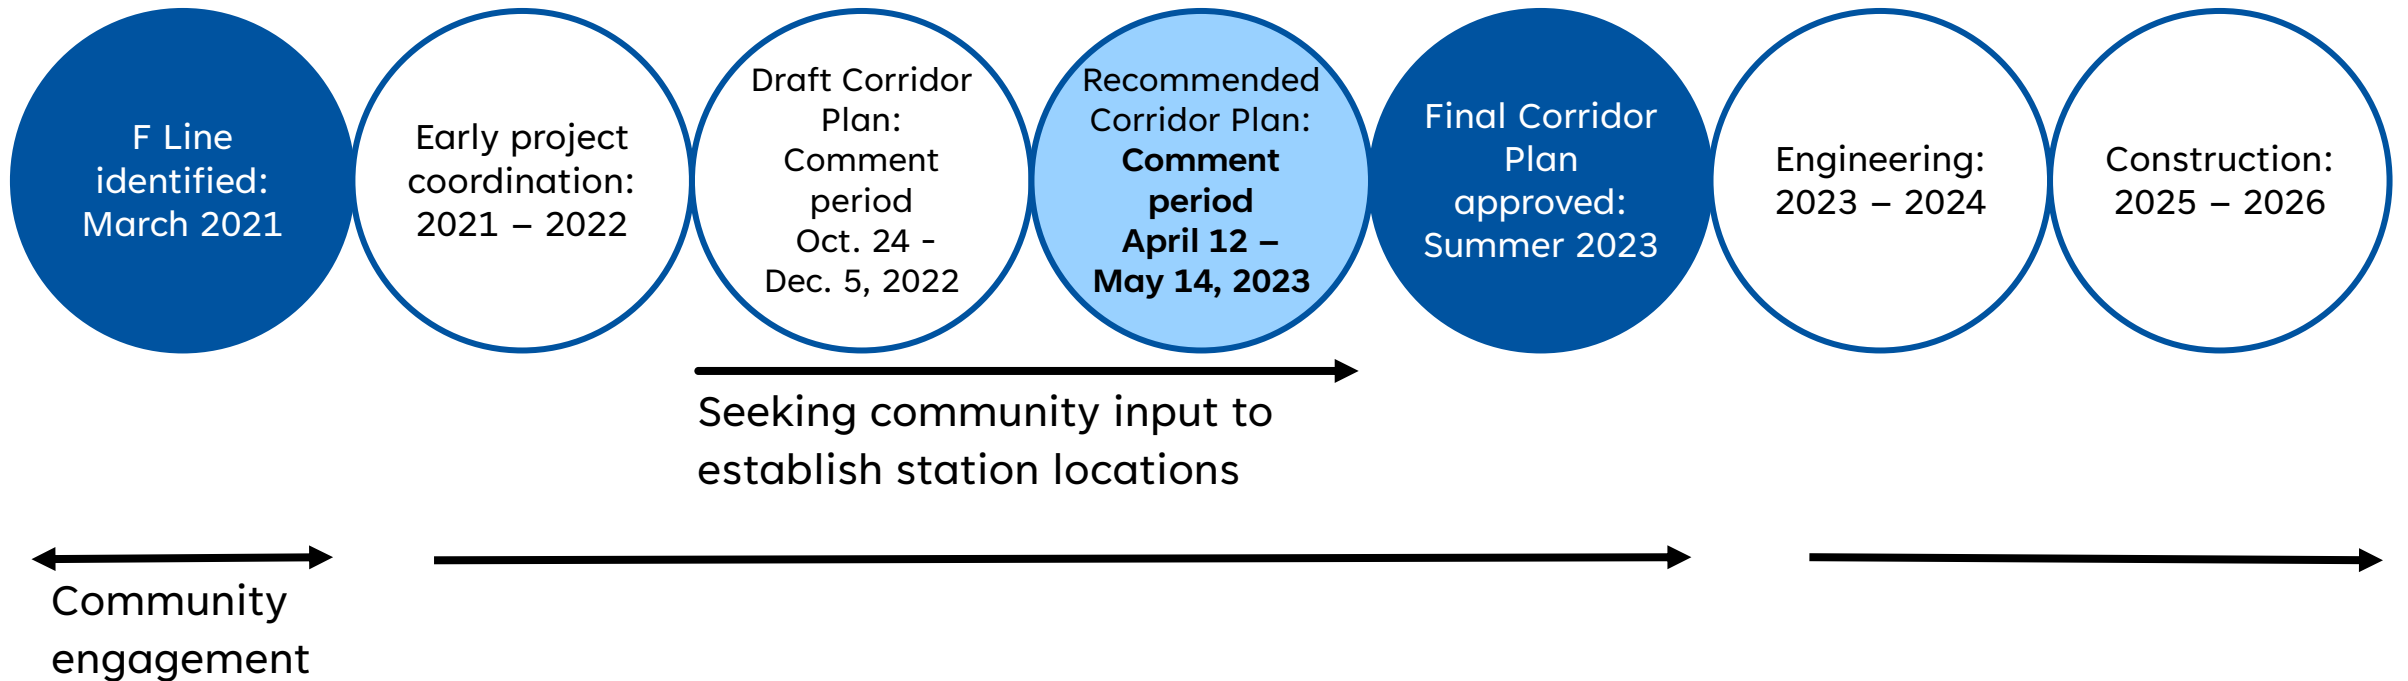 F Line
identified:
March 2021
Early project
coordination:
2021 – 2022
Draft Corridor
Plan:
Comment
period
Oct. 24 -
Dec. 5, 2022
Recommended
Corridor Plan:
Comment
period
April 12 –
May 14, 2023
Final Corridor
Plan
approved:
Summer 2023
Engineering:
2023 – 2024
Construction:
2025 – 2026
Seeking community input to
establish station locations
Community
engagement